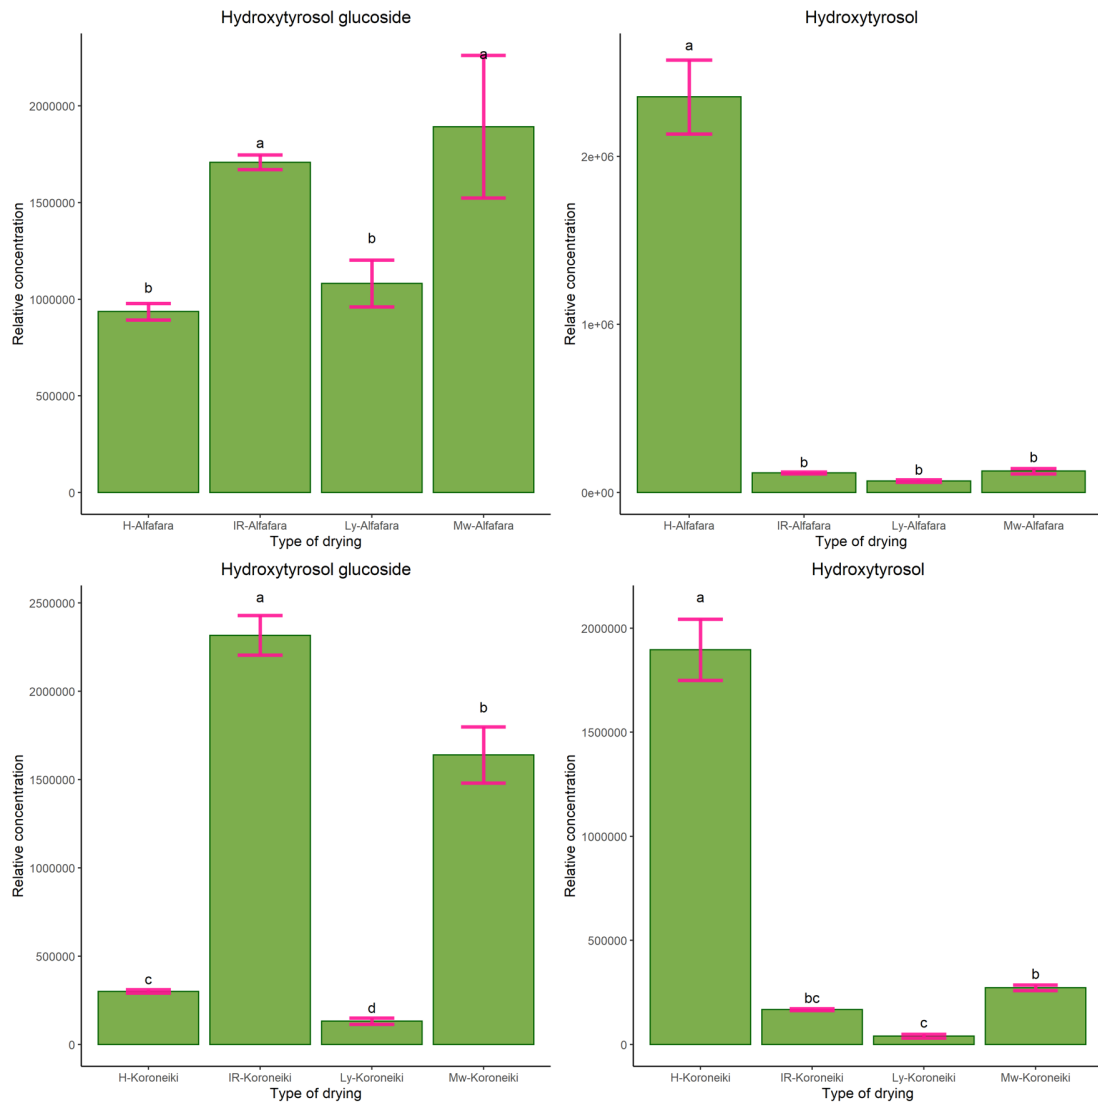 Hydroxytyrosol glucoside
Relative concentration
2000000
1500000
1000000
500000
0
b
a
b
a
H-Alfafara
IR-Alfafara
Ly-Alfafara
Mw-Alfafara
Type of drying
Hydroxytyrosol
Relative concentration
2e+06
1e+06
0e+00
a
b
b
b
H-Alfafara
IR-Alfafara
Ly-Alfafara
Mw-Alfafara
Type of drying
Hydroxytyrosol glucoside
Relative concentration
2500000
2000000
1500000
1000000
500000
0
c
a
d
b
H-Koroneiki
IR-Koroneiki
Ly-Koroneiki
Mw-Koroneiki
Type of drying
Hydroxytyrosol
Relative concentration
2000000
1500000
1000000
500000
0
a
bc
c
b
H-Koroneiki
IR-Koroneiki
Ly-Koroneiki
Mw-Koroneiki
Type of drying